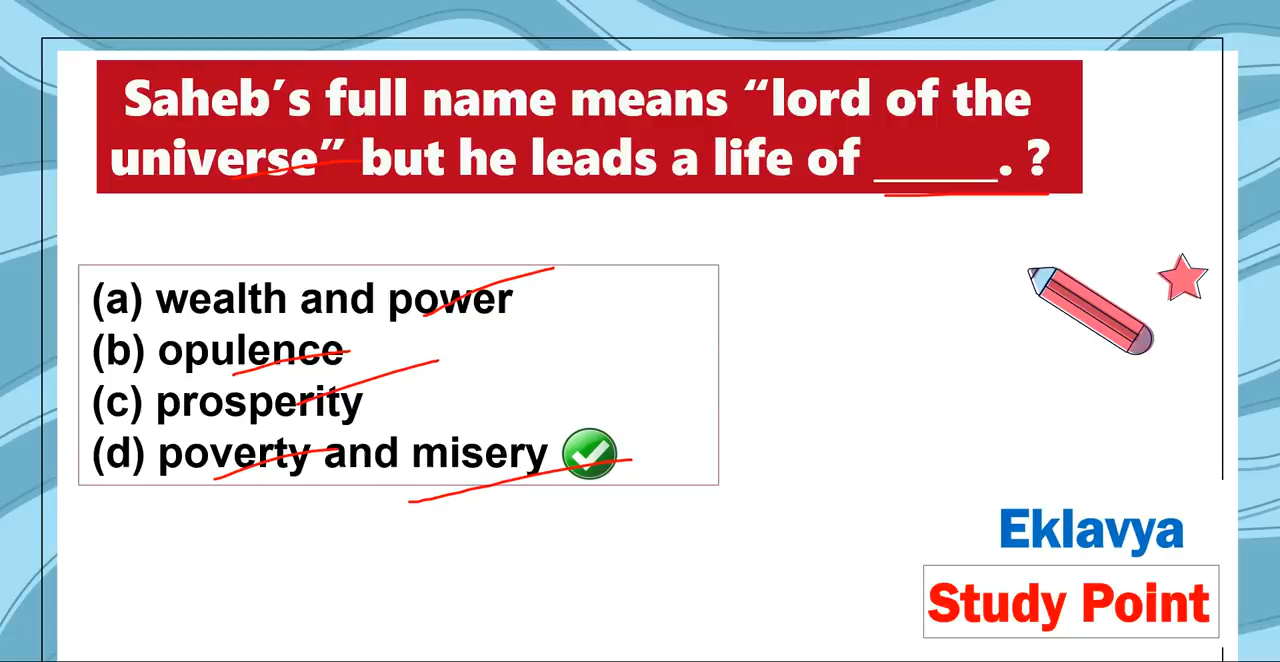 Saheb’s full name means “lord of the
universe” but he leads a life of _____. ?
(a) wealth and power
(b) opulence
(c) prosperity
(d) poverty and misery
Eklavya
Study Point